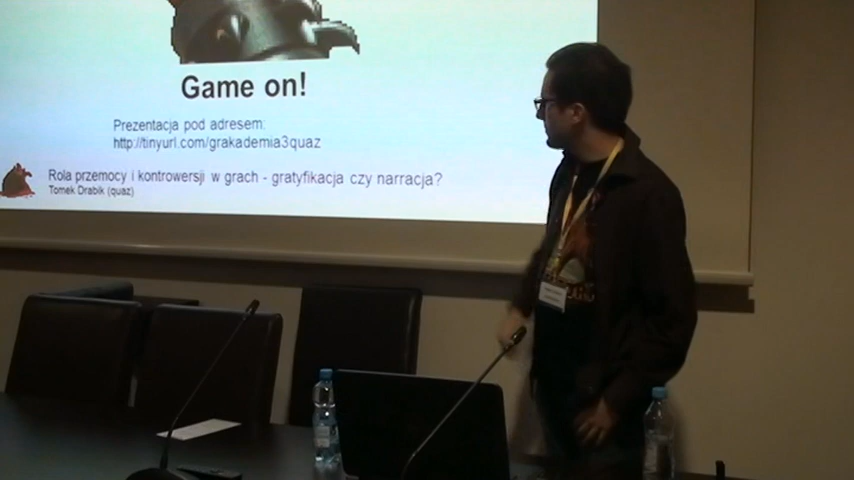 Game on!
Prezentacja pod adresem:
http://tinyurl.com/grakademia3quaz
Rola przemocy i kontrowersji w grach - gratyfikacja czy narracja?
Tomek Drabik (quaz)